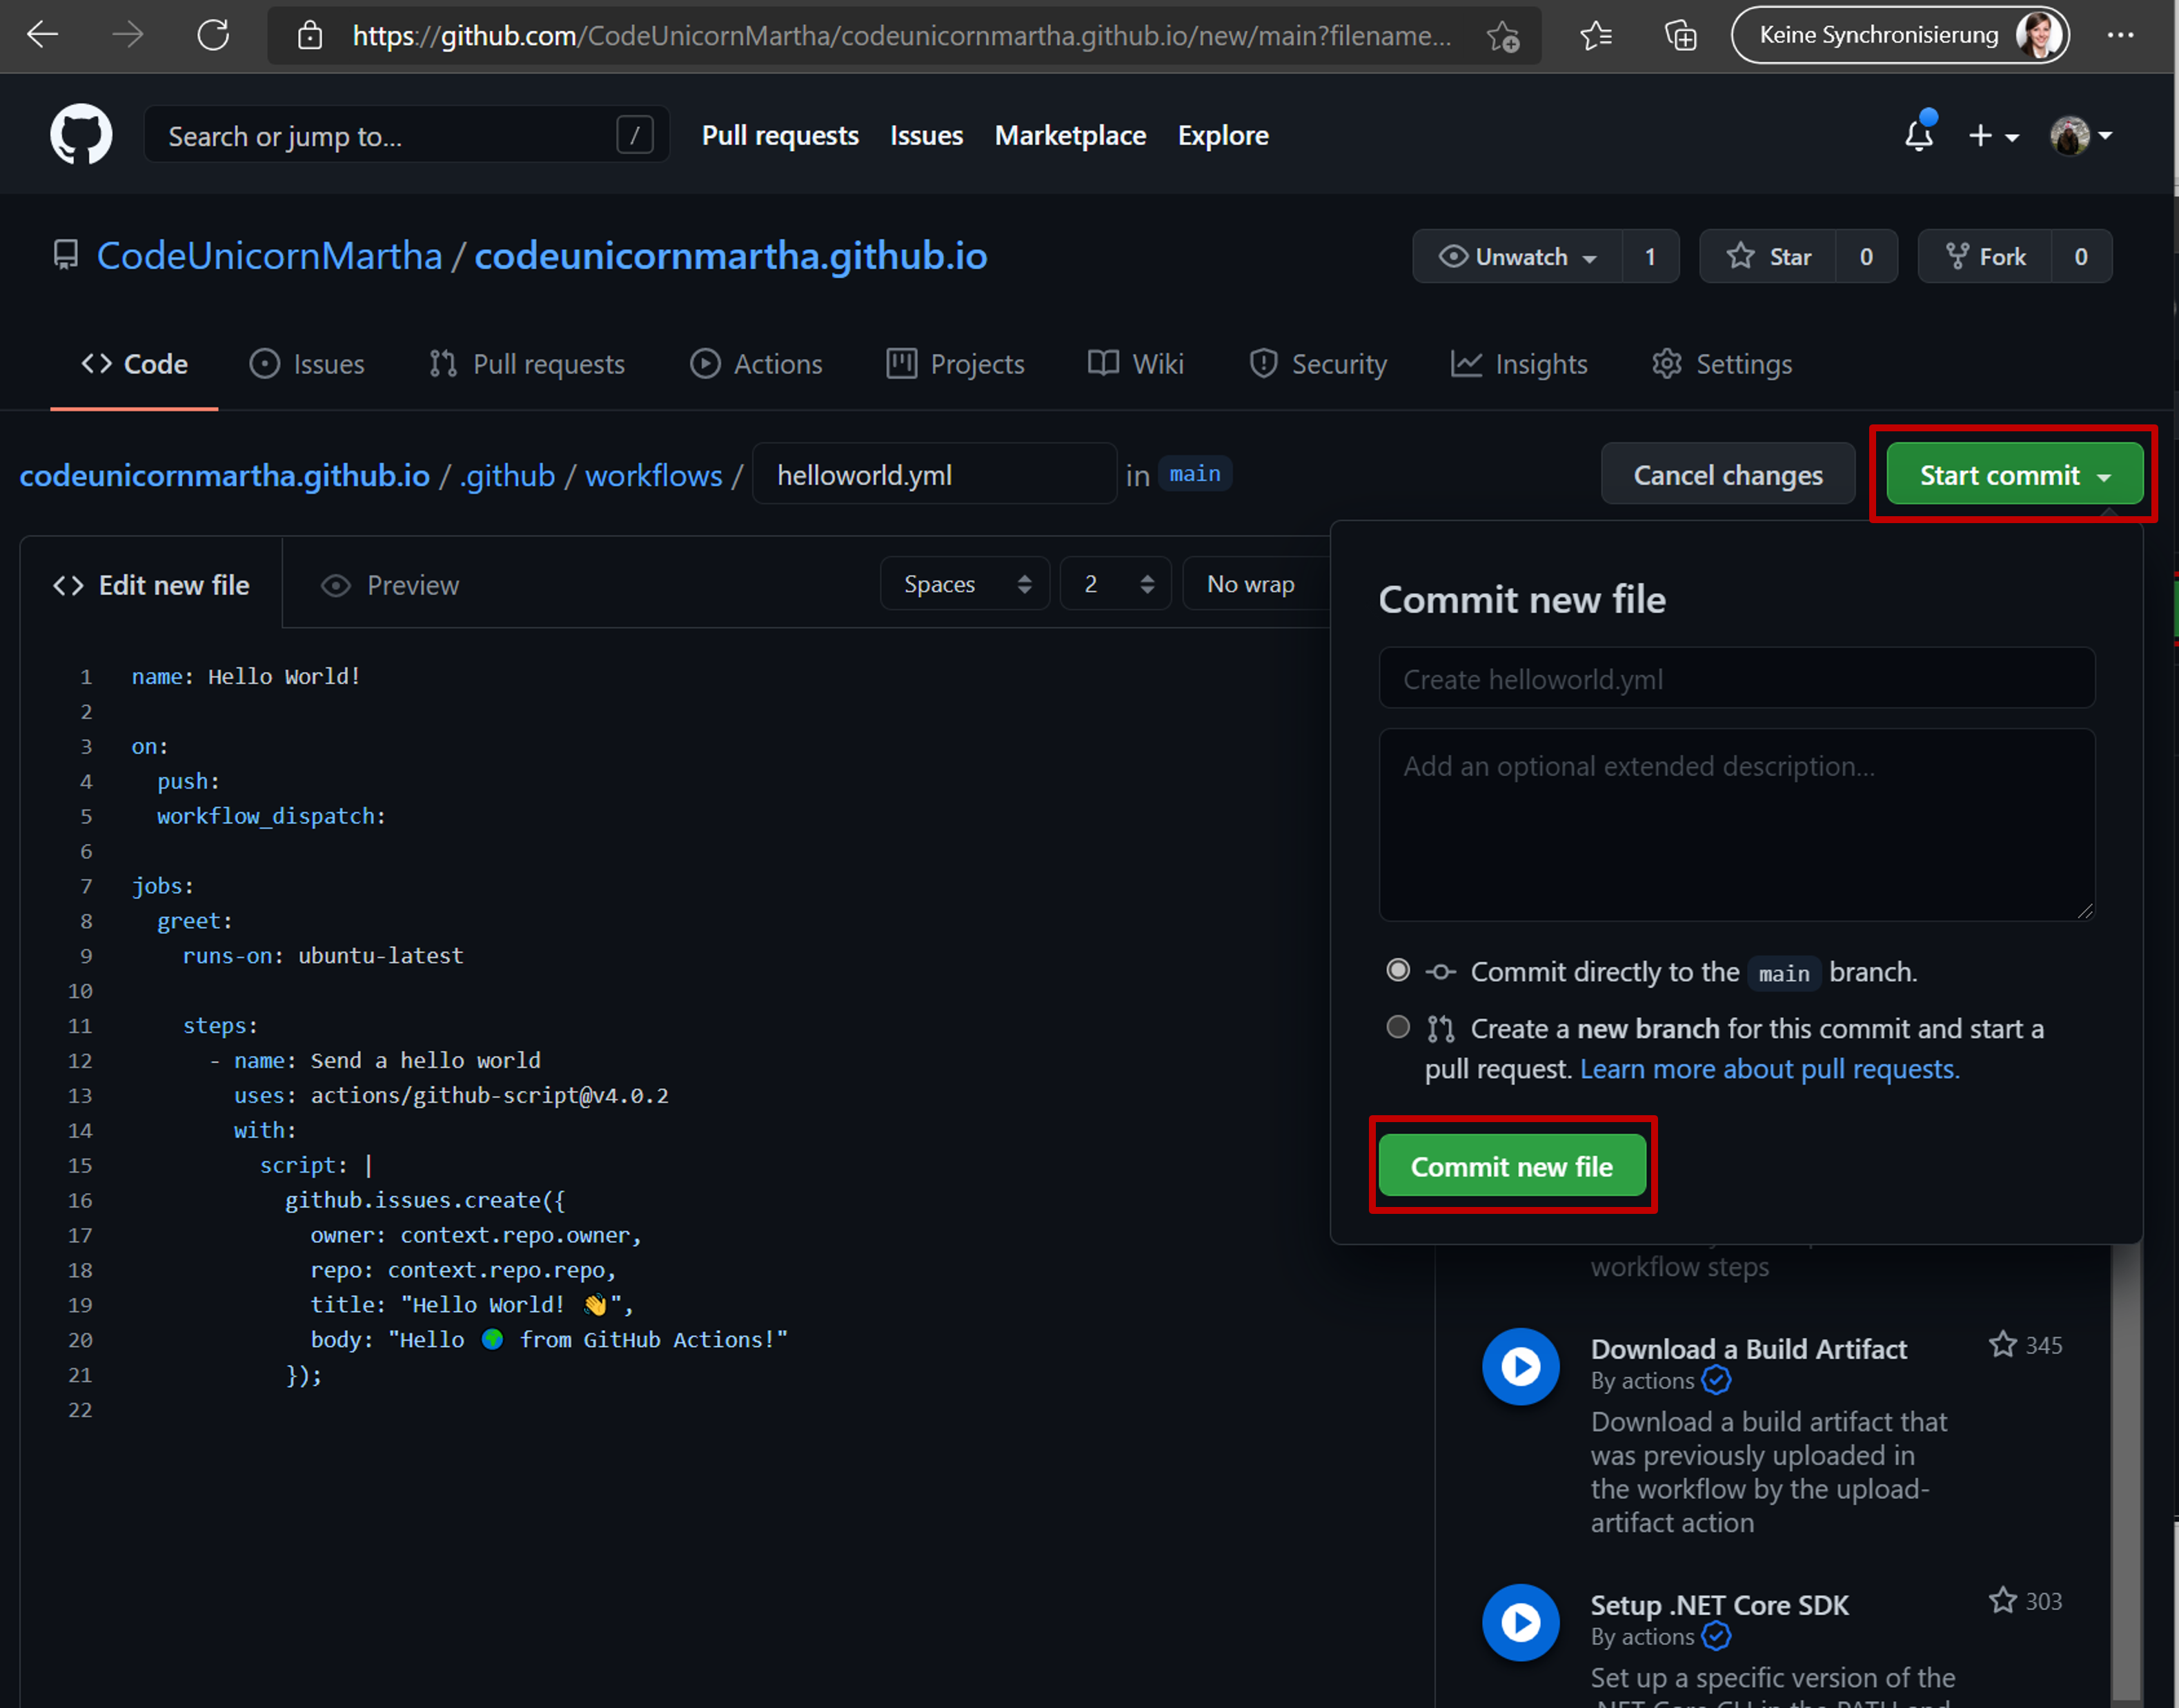 https://github.com/CodeUnicornMartha/codeunicornmartha.github.io/new/main?filename...
Keine Synchronisierung
Search or jump to...
/
Pull requests
Issues
Marketplace
Explore
CodeUnicornMartha / codeunicornmartha.github.io
Unwatch 1
Star 0
Fork 0
Code
Issues
Pull requests
Actions
Projects
Wiki
Security
Insights
Settings
codeunicornmartha.github.io / .github / workflows / helloworld.yml in main
Cancel changes
Start commit
Edit new file
Preview
Spaces
2
No wrap
1 name: Hello World!
2
3 on:
4 push:
5 workflow_dispatch:
6
7 jobs:
8 greet:
9 runs-on: ubuntu-latest
10
11 steps:
12 - name: Send a hello world
13 uses: actions/github-script@v4.0.2
14 with:
15 script: |
16 github.issues.create({
17 owner: context.repo.owner,
18 repo: context.repo.repo,
19 title: "Hello World! 👋",
20 body: "Hello 🌍 from GitHub Actions!"
21 });
22
Commit new file
Create helloworld.yml
Add an optional extended description...
Commit directly to the main branch.
Create a new branch for this commit and start a
pull request. Learn more about pull requests.
Commit new file
workflow steps
Download a Build Artifact
345
By actions
Download a build artifact that
was previously uploaded in
the workflow by the upload-
artifact action
Setup .NET Core SDK
303
By actions
Set up a specific version of the